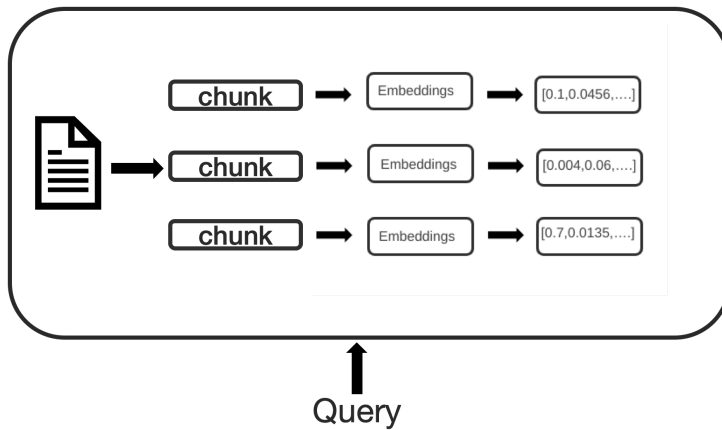 chunk
Embeddings
[0.1,0.0456,....]
chunk
Embeddings
[0.004,0.06,....]
chunk
Embeddings
[0.7,0.0135,....]
Query